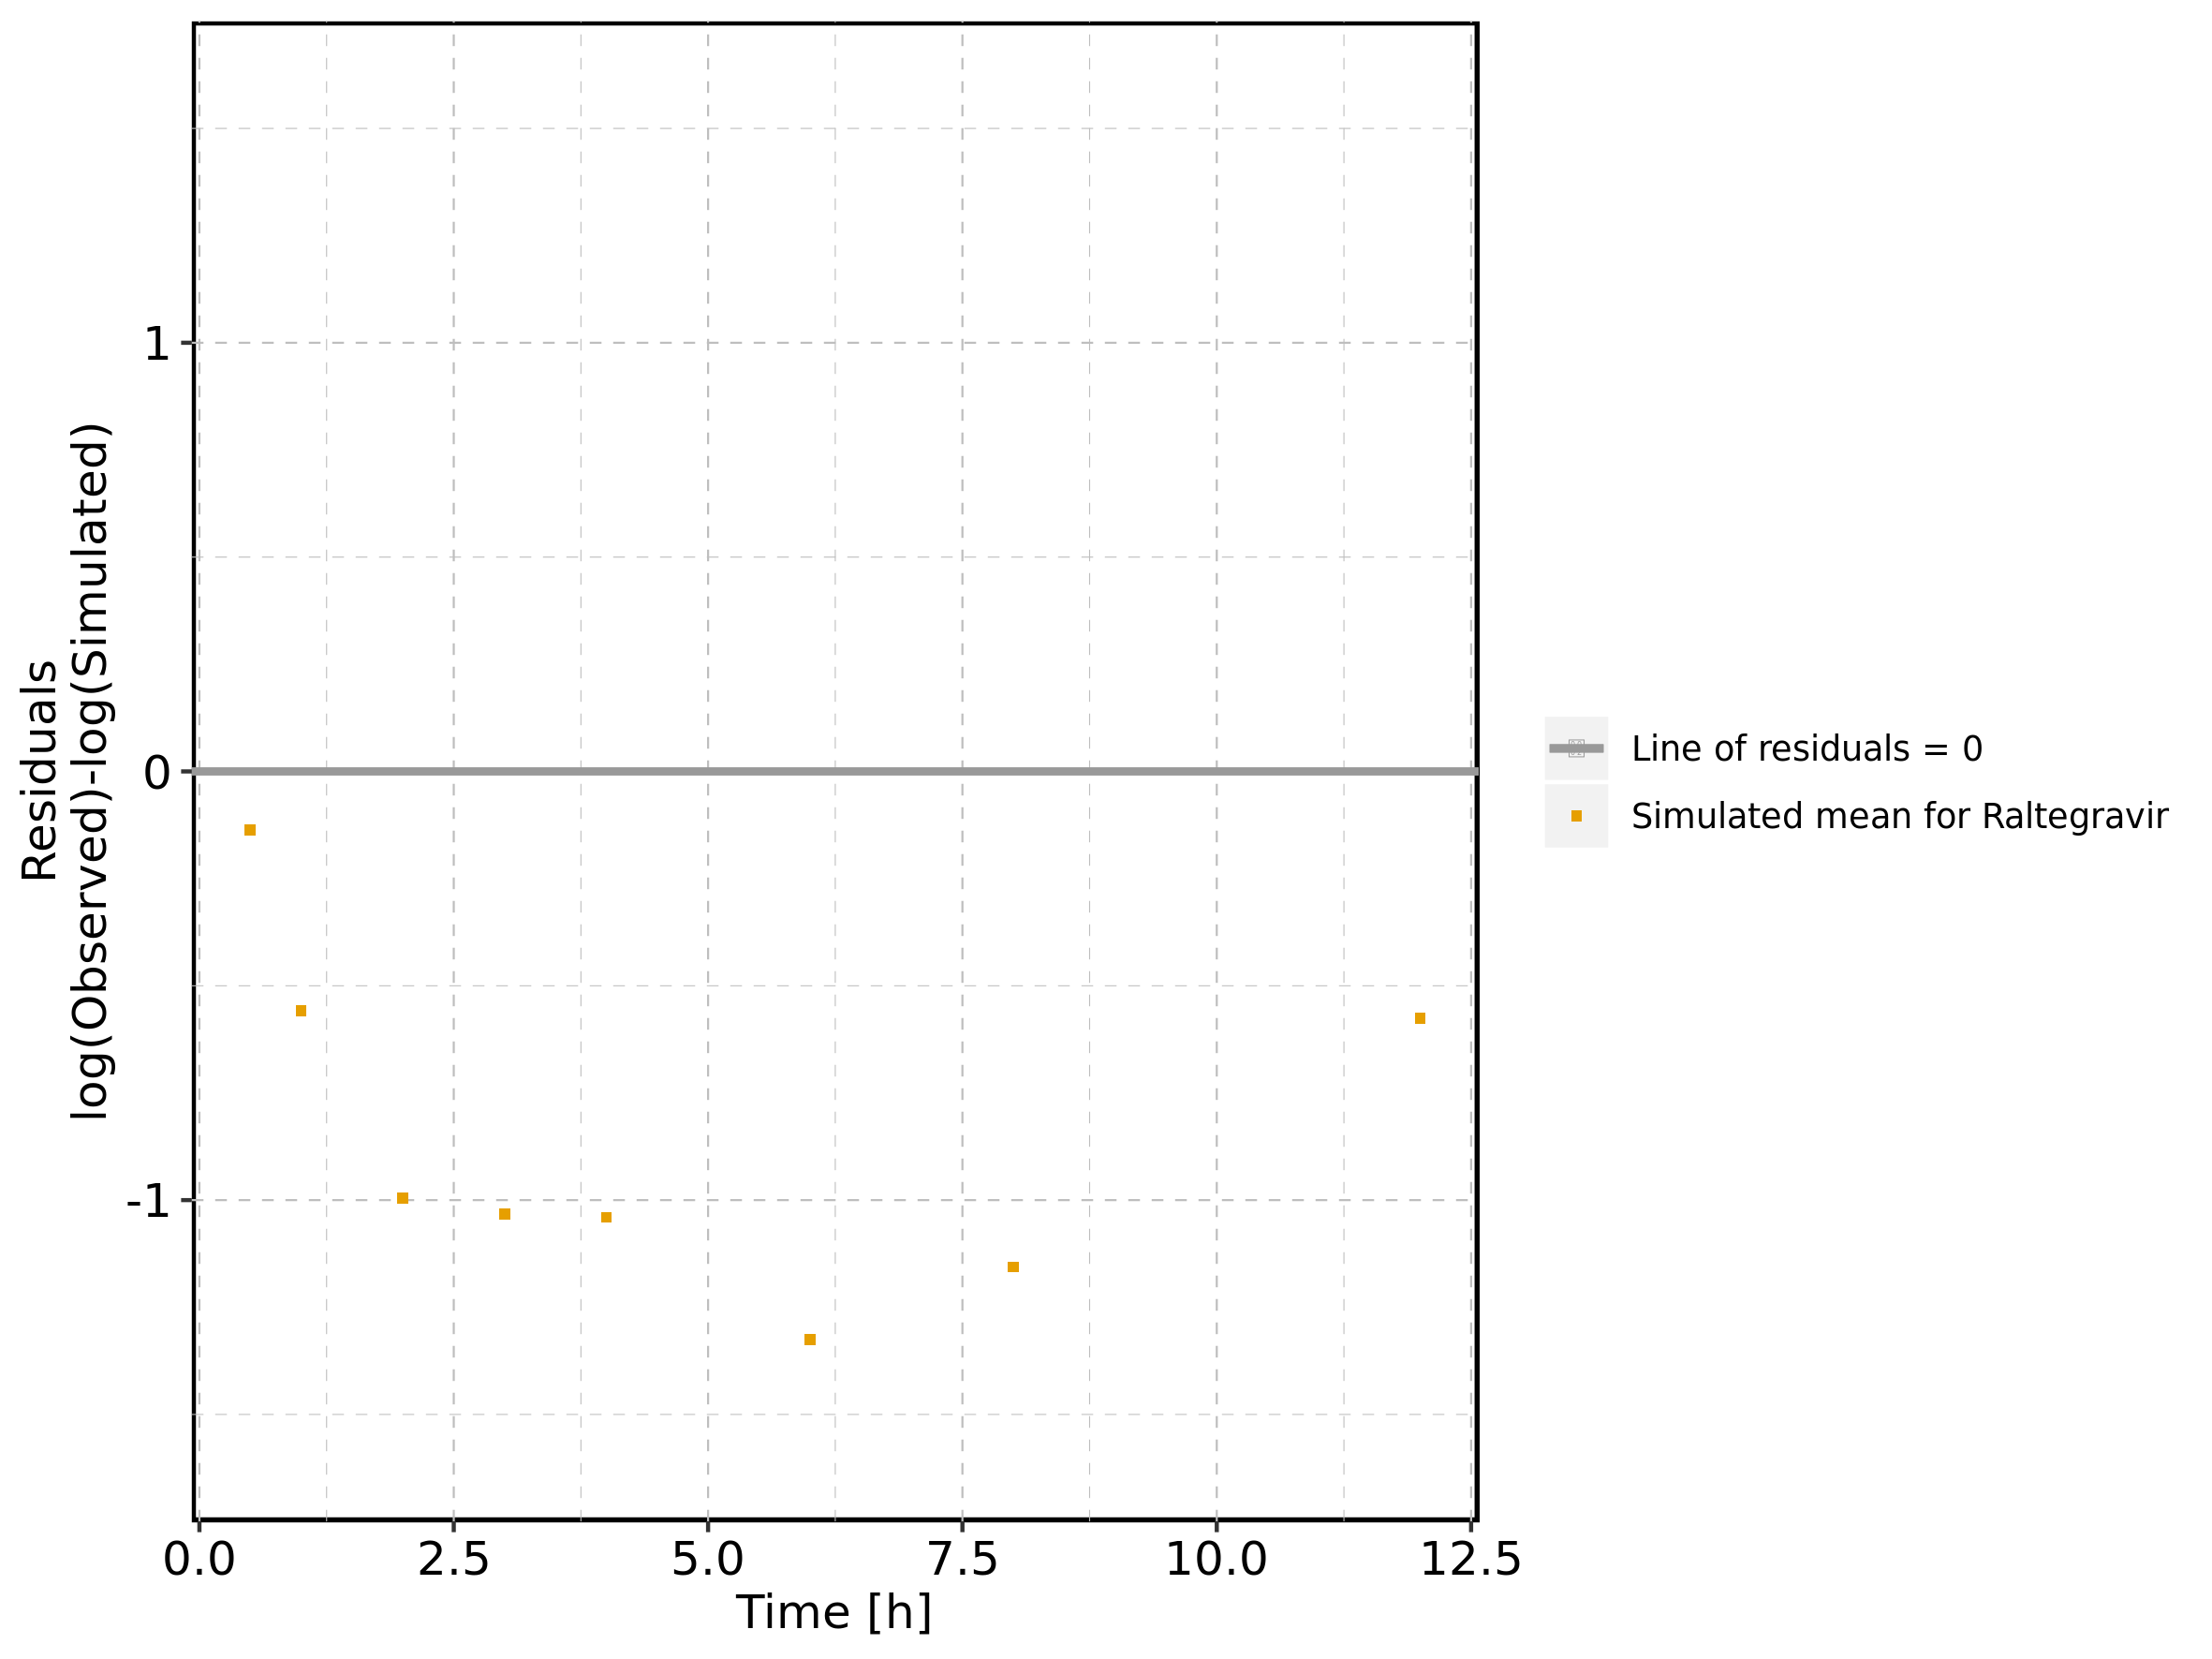 Residuals
log(Observed)-log(Simulated)
1
0
-1
0.0 2.5 5.0 7.5 10.0 12.5
Time [h]
Line of residuals = 0
Simulated mean for Raltegravir